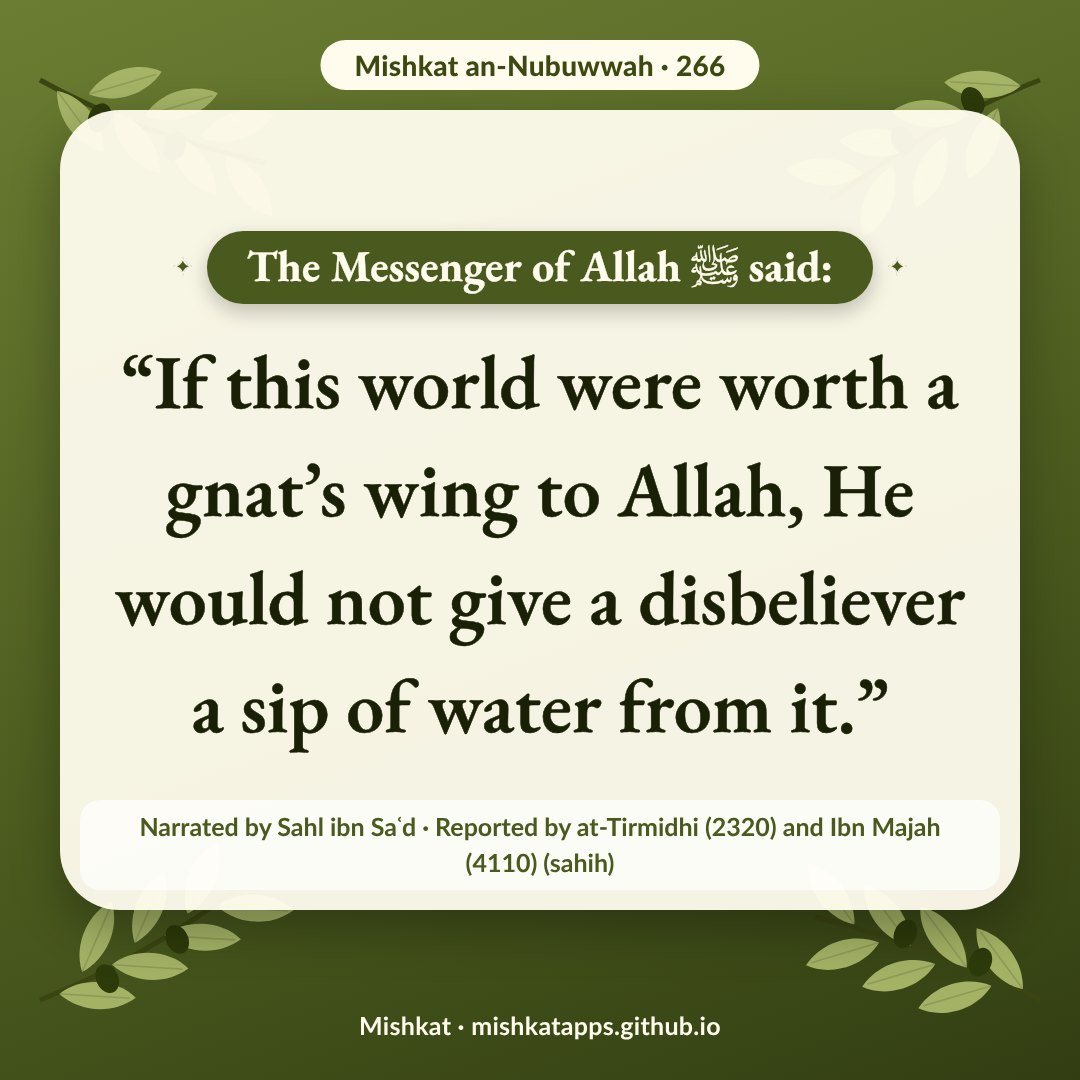 Mishkat an-Nubuwwah · 266
The Messenger of Allah ﷺ said:
“If this world were worth a
gnat’s wing to Allah, He
would not give a disbeliever
a sip of water from it.”
Narrated by Sahl ibn Saʿd · Reported by at-Tirmidhi (2320) and Ibn Majah
(4110) (sahih)
Mishkat · mishkatapps.github.io